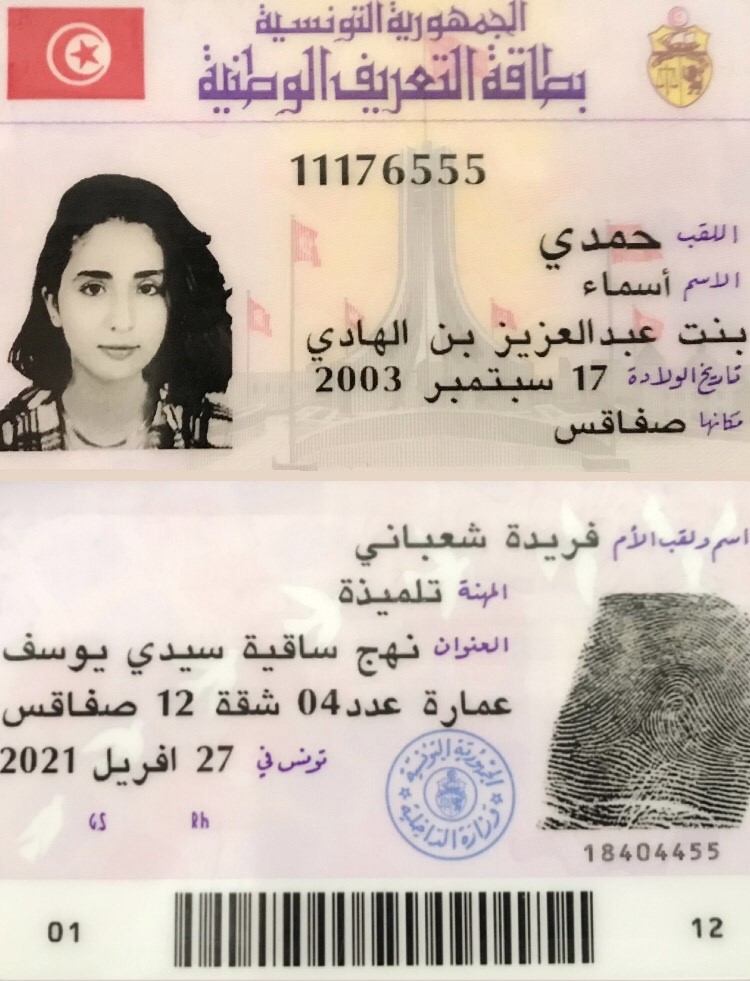 الجمهورية التونسية
بطاقة التعريف الوطنية
11176555
اللقب حمدي
الاسم أسماء
بنت عبدالعزيز بن الهادي
تاريخ الولادة 17 سبتمبر 2003
مكانها صفاقس
اسم ولقب الأم فريدة شعباني
المهنة تلميذة
العنوان نهج ساقية سيدي يوسف
عمارة عدد04 شقة 12 صفاقس
تونس في 27 افريل 2021
الجمهورية التونسية
وزارة الداخلية
GS Rh
18404455
01 12